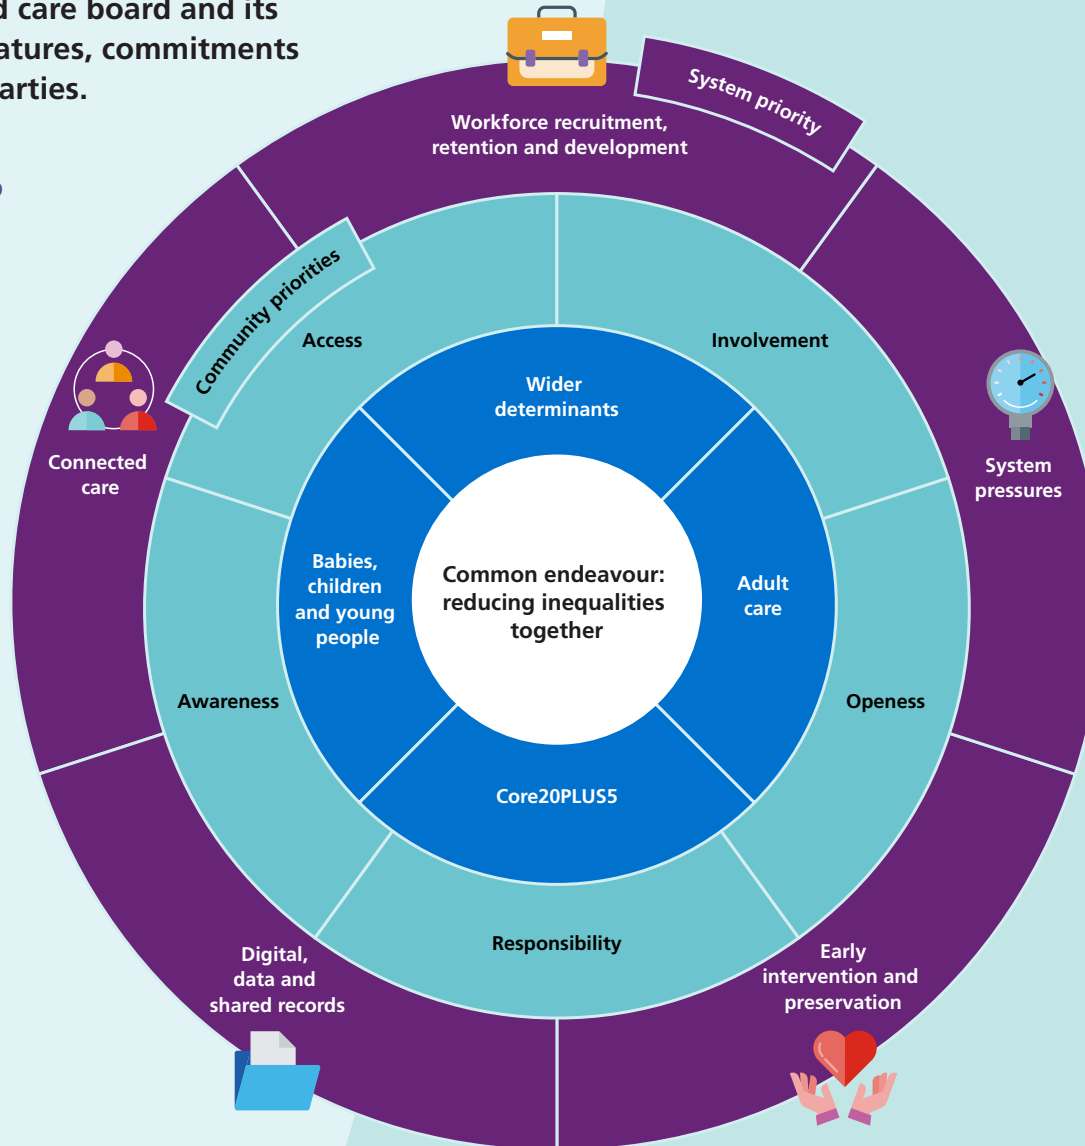 care board and its
commitments
System priority
Workforce recruitment,
retention and development
Community priorities
Access
Involvement
Wider
determinants
Connected
care
System
pressures
Babies,
children
and young
people
Common endeavour:
reducing inequalities
together
Adult
care
Awareness
Openess
Core20PLUS5
Responsibility
Digital,
data and
shared records
Early
intervention and
preservation